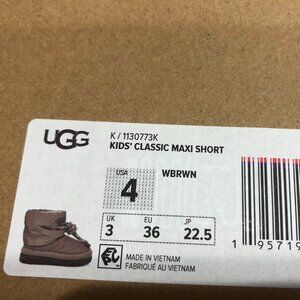 UGG
K / 1130773K
KIDS' CLASSIC MAXI SHORT
USA
4
WBRWN
UK
3
EU
36
JP
22.5
MADE IN VIETNAM
FABRIQUÉ AU VIETNAM
1 95719